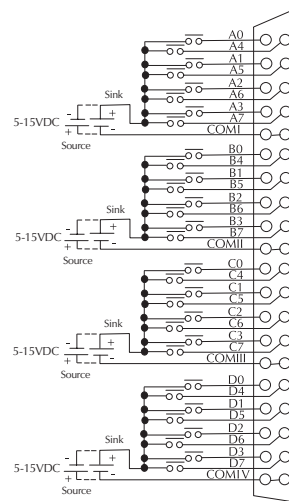 A0
A4
A1
A5
A2
A6
A3
A7
COMI
Sink
- +
5-15VDC
+ -
Source
B0
B4
B1
B5
B2
B6
B3
B7
COMII
Sink
- +
5-15VDC
+ -
Source
C0
C4
C1
C5
C2
C6
C3
C7
COMIII
Sink
- +
5-15VDC
+ -
Source
D0
D4
D1
D5
D2
D6
D3
D7
COMIV
Sink
- +
5-15VDC
+ -
Source